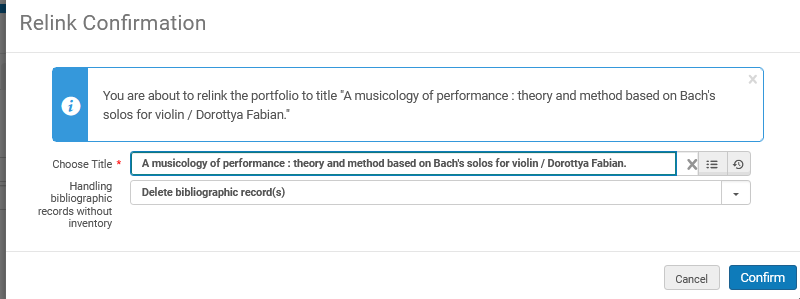 Relink Confirmation
You are about to relink the portfolio to title "A musicology of performance : theory and method based on Bach's
solos for violin / Dorottya Fabian."
Choose Title * A musicology of performance : theory and method based on Bach's solos for violin / Dorottya Fabian.
Handling
bibliographic
records without
inventory
Delete bibliographic record(s)
Cancel
Confirm